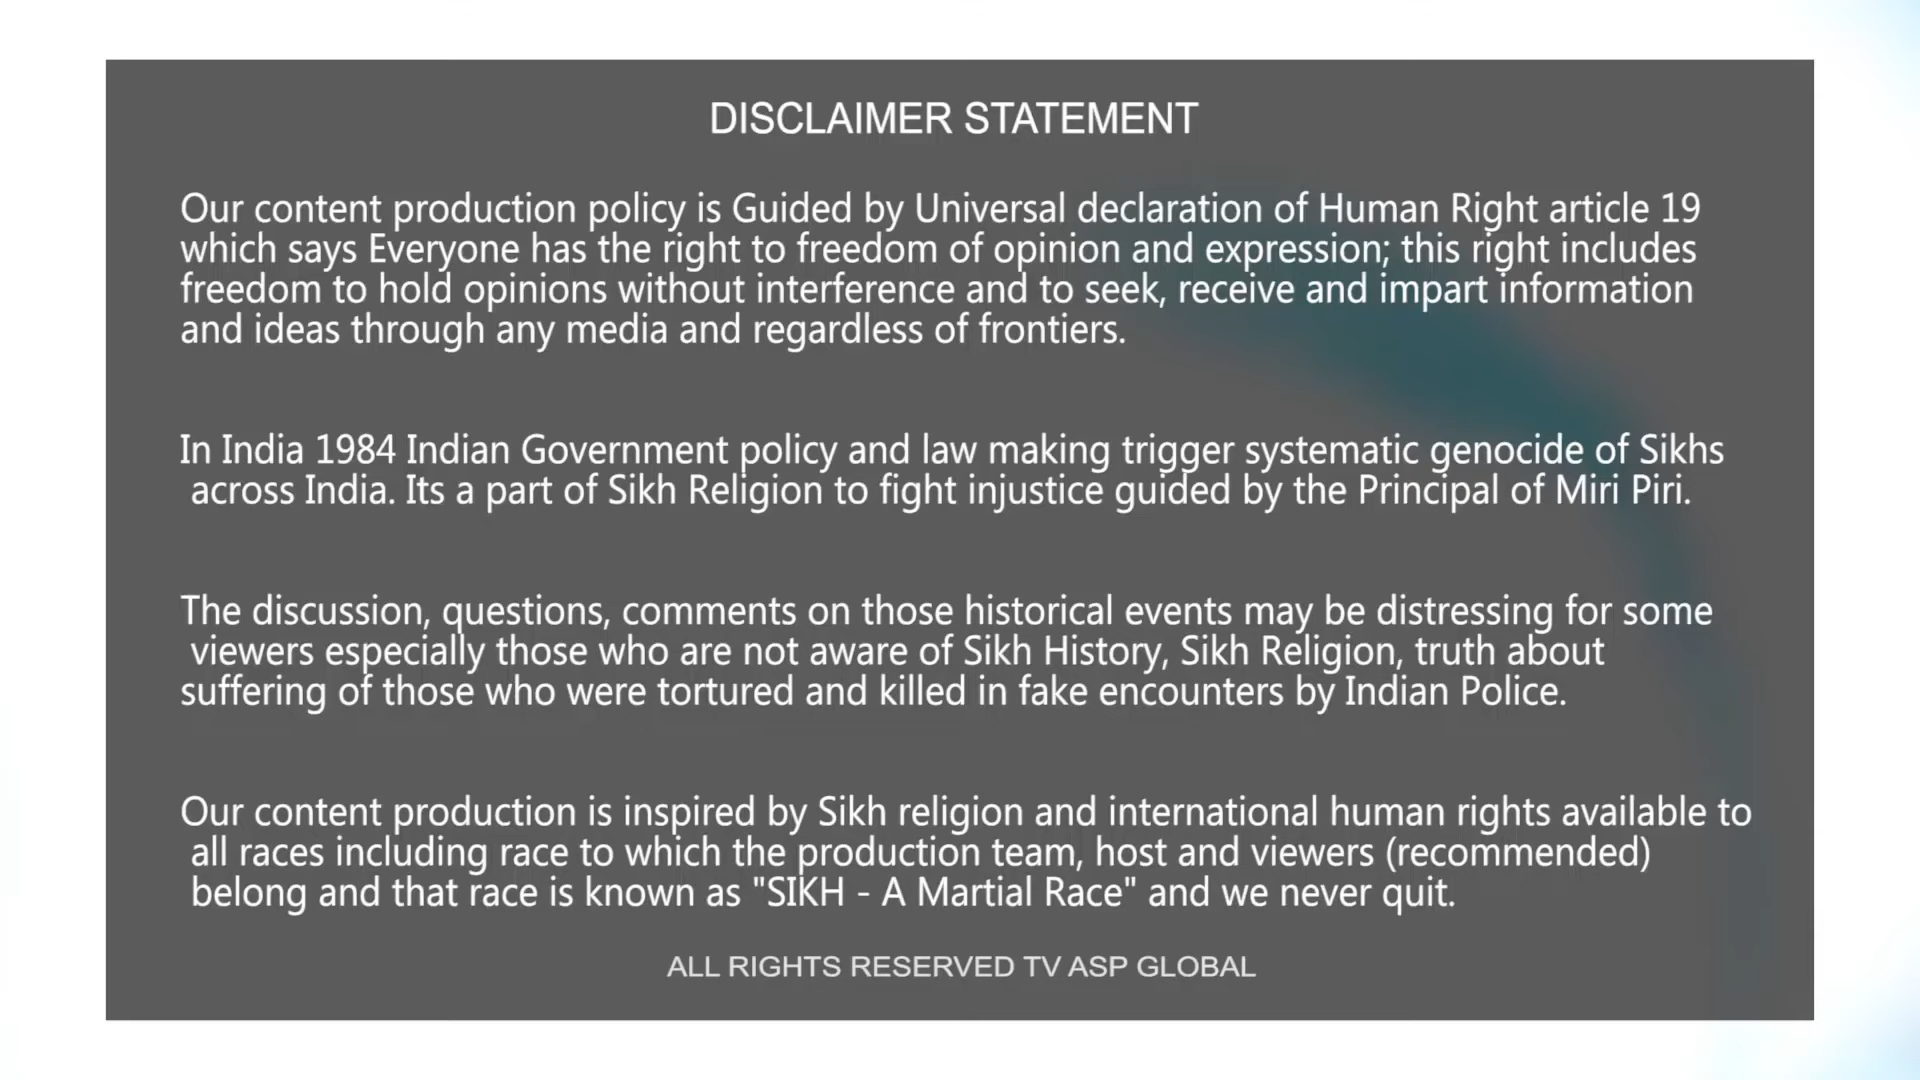 DISCLAIMER STATEMENT
Our content production policy is Guided by Universal declaration of Human Right article 19
which says Everyone has the right to freedom of opinion and expression; this right includes
freedom to hold opinions without interference and to seek, receive and impart information
and ideas through any media and regardless of frontiers.
In India 1984 Indian Government policy and law making trigger systematic genocide of Sikhs
across India. Its a part of Sikh Religion to fight injustice guided by the Principal of Miri Piri.
The discussion, questions, comments on those historical events may be distressing for some
viewers especially those who are not aware of Sikh History, Sikh Religion, truth about
suffering of those who were tortured and killed in fake encounters by Indian Police.
Our content production is inspired by Sikh religion and international human rights available to
all races including race to which the production team, host and viewers (recommended)
belong and that race is known as "SIKH - A Martial Race" and we never quit.
ALL RIGHTS RESERVED TV ASP GLOBAL